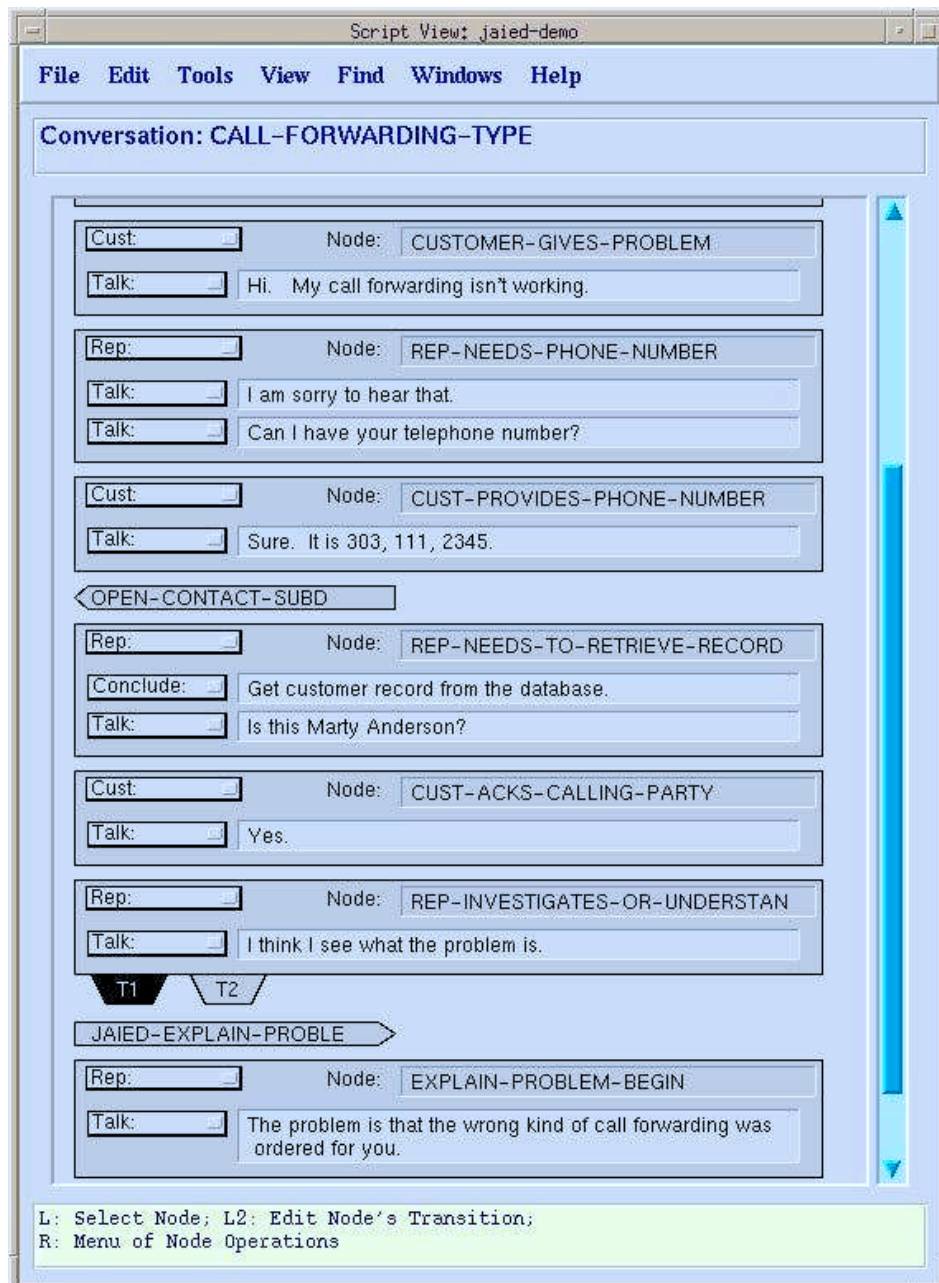 Script View: jaied-demo
File Edit Tools View Find Windows Help
Conversation: CALL-FORWARDING-TYPE
Cust: Node: CUSTOMER-GIVES-PROBLEM
Talk: Hi. My call forwarding isn't working.
Rep: Node: REP-NEEDS-PHONE-NUMBER
Talk: I am sorry to hear that.
Talk: Can I have your telephone number?
Cust: Node: CUST-PROVIDES-PHONE-NUMBER
Talk: Sure. It is 303, 111, 2345.
OPEN-CONTACT-SUBD
Rep: Node: REP-NEEDS-TO-RETRIEVE-RECORD
Conclude: Get customer record from the database.
Talk: Is this Marty Anderson?
Cust: Node: CUST-ACKS-CALLING-PARTY
Talk: Yes.
Rep: Node: REP-INVESTIGATES-OR-UNDERSTAN
Talk: I think I see what the problem is.
T1 T2
JAIED-EXPLAIN-PROBLE
Rep: Node: EXPLAIN-PROBLEM-BEGIN
Talk: The problem is that the wrong kind of call forwarding was
ordered for you.
L: Select Node; L2: Edit Node's Transition;
R: Menu of Node Operations